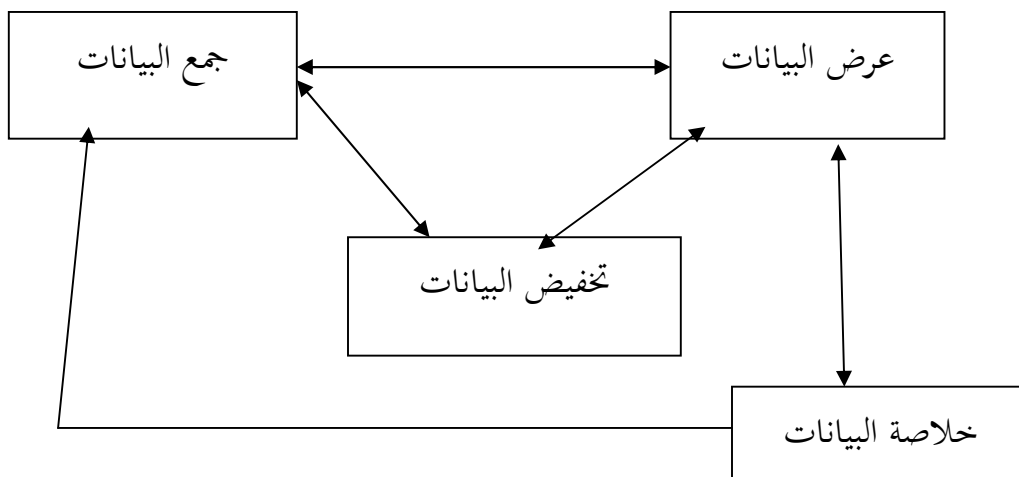 عرض البيانات
جمع البيانات
تخفيض البيانات
خلاصة البيانات